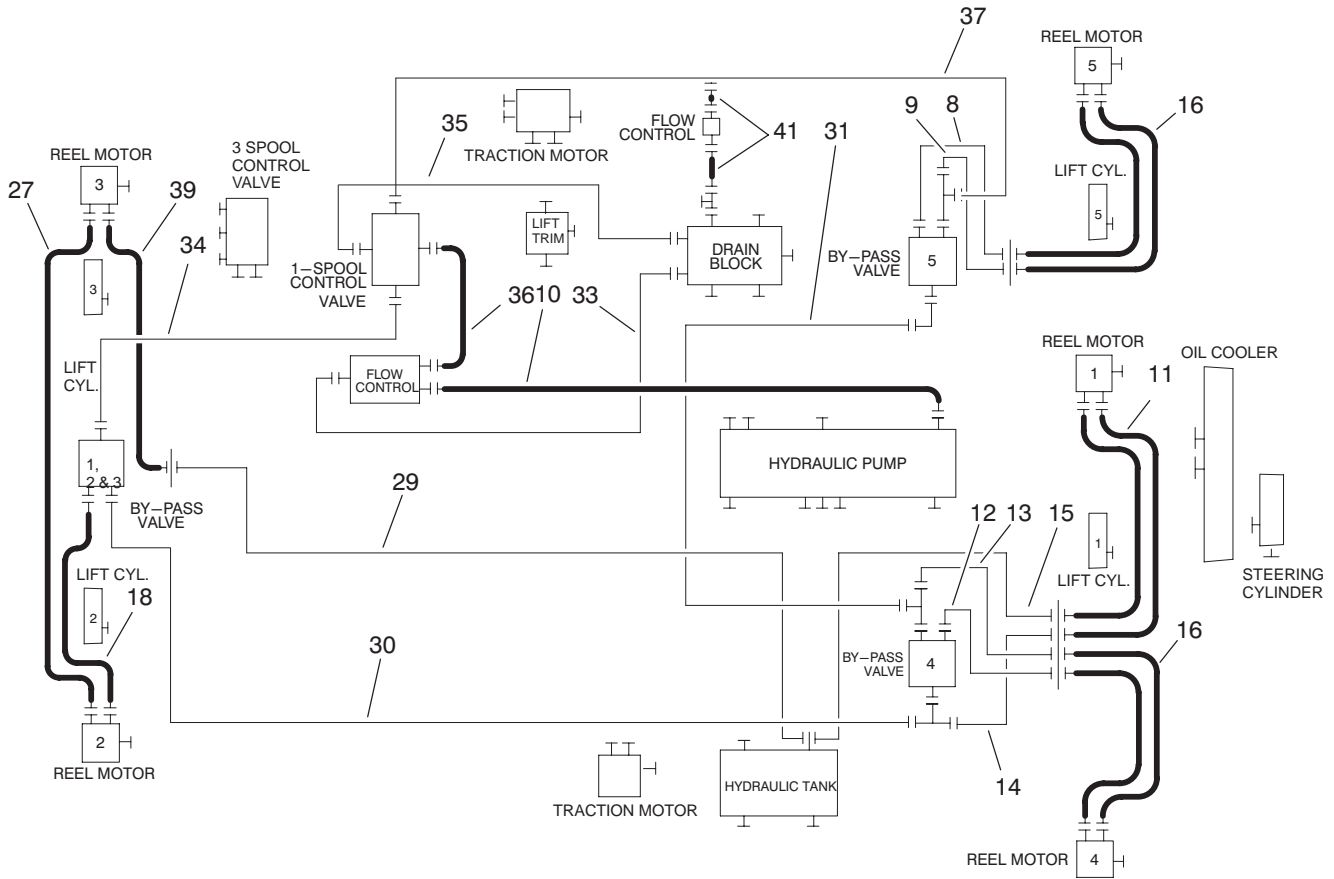 37
REEL MOTOR
5
9
8
16
FLOW
CONTROL
41
31
35
TRACTION MOTOR
3 SPOOL
CONTROL
VALVE
REEL MOTOR
3
27
39
34
LIFT CYL.
5
LIFT
TRIM
DRAIN
BLOCK
BY–PASS
VALVE
5
1–SPOOL
CONTROL
VALVE
3
36
10
33
REEL MOTOR
1
OIL COOLER
11
LIFT
CYL.
FLOW
CONTROL
1,
2 & 3
BY–PASS
VALVE
HYDRAULIC PUMP
29
12
13
15
1
LIFT CYL.
STEERING
CYLINDER
LIFT CYL.
2
18
30
BY–PASS
VALVE
4
16
2
REEL MOTOR
14
HYDRAULIC TANK
TRACTION MOTOR
REEL MOTOR
4